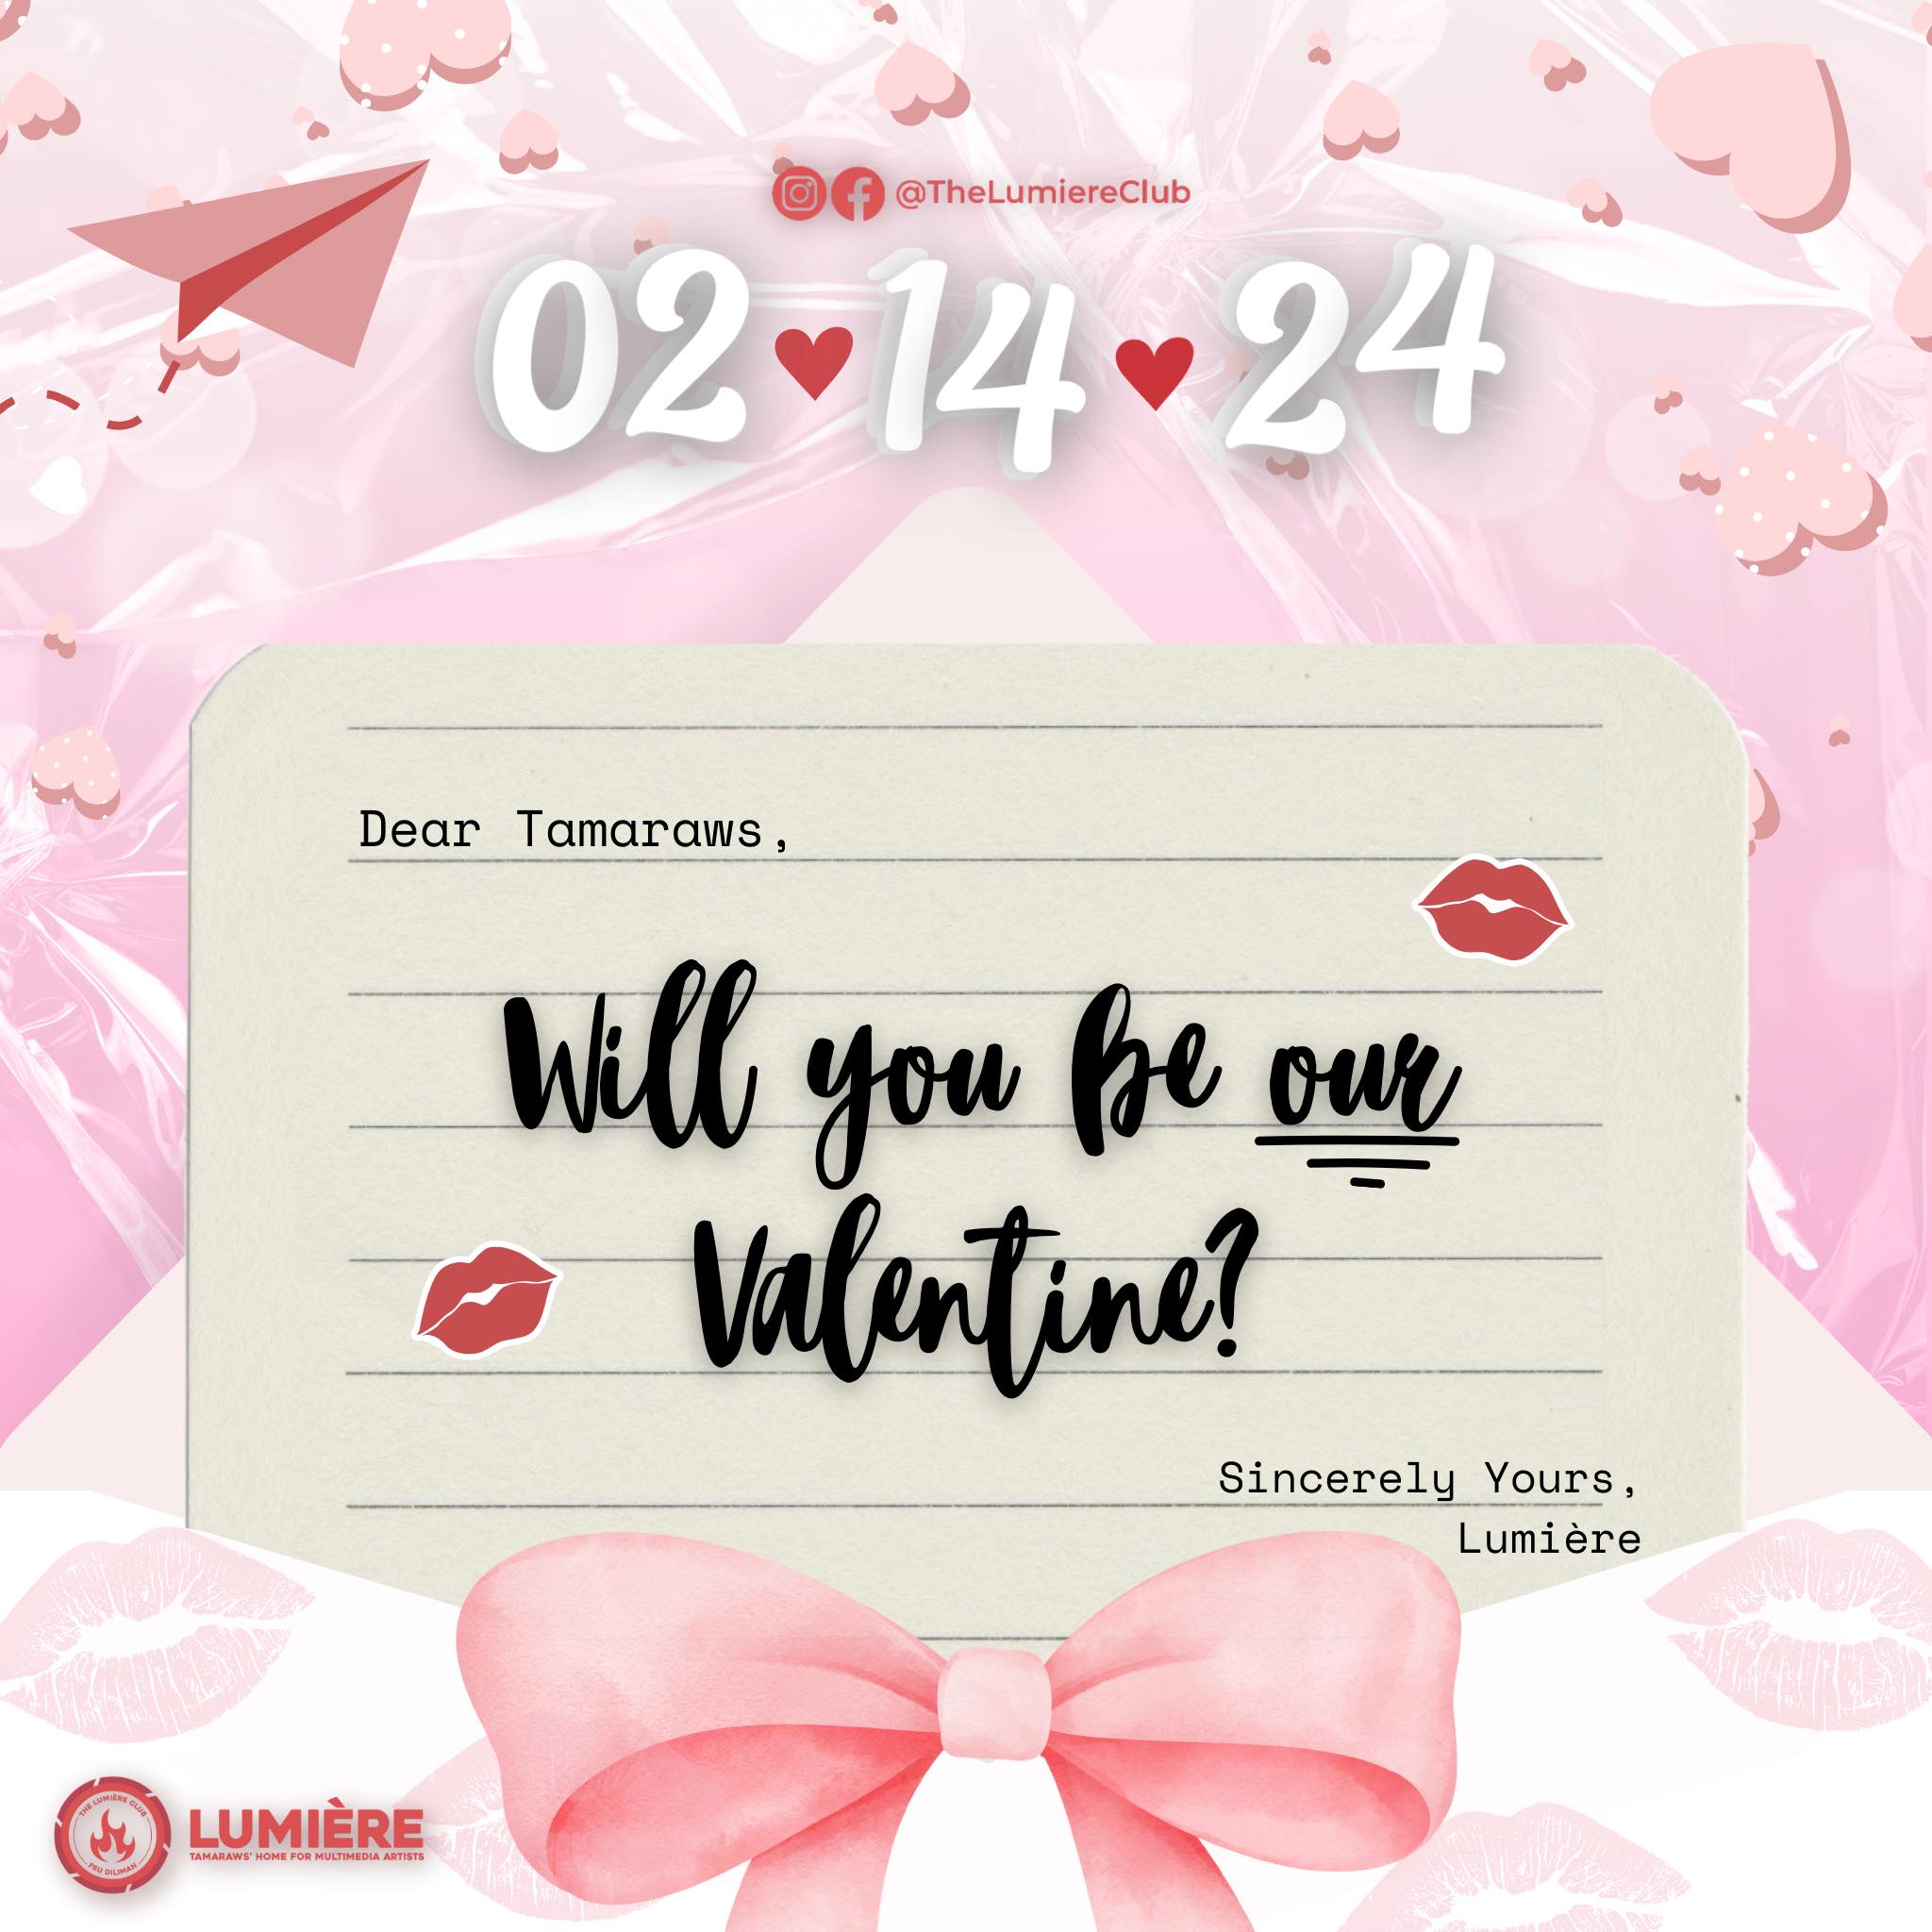 @TheLumiereClub
02 14 24
Dear Tamaraws,
Will you be our
Valentine?
Sincerely Yours,
Lumière
THE LUMIÈRE CLUB
FEU DILIMAN
LUMIÈRE
TAMARAWS' HOME FOR MULTIMEDIA ARTISTS